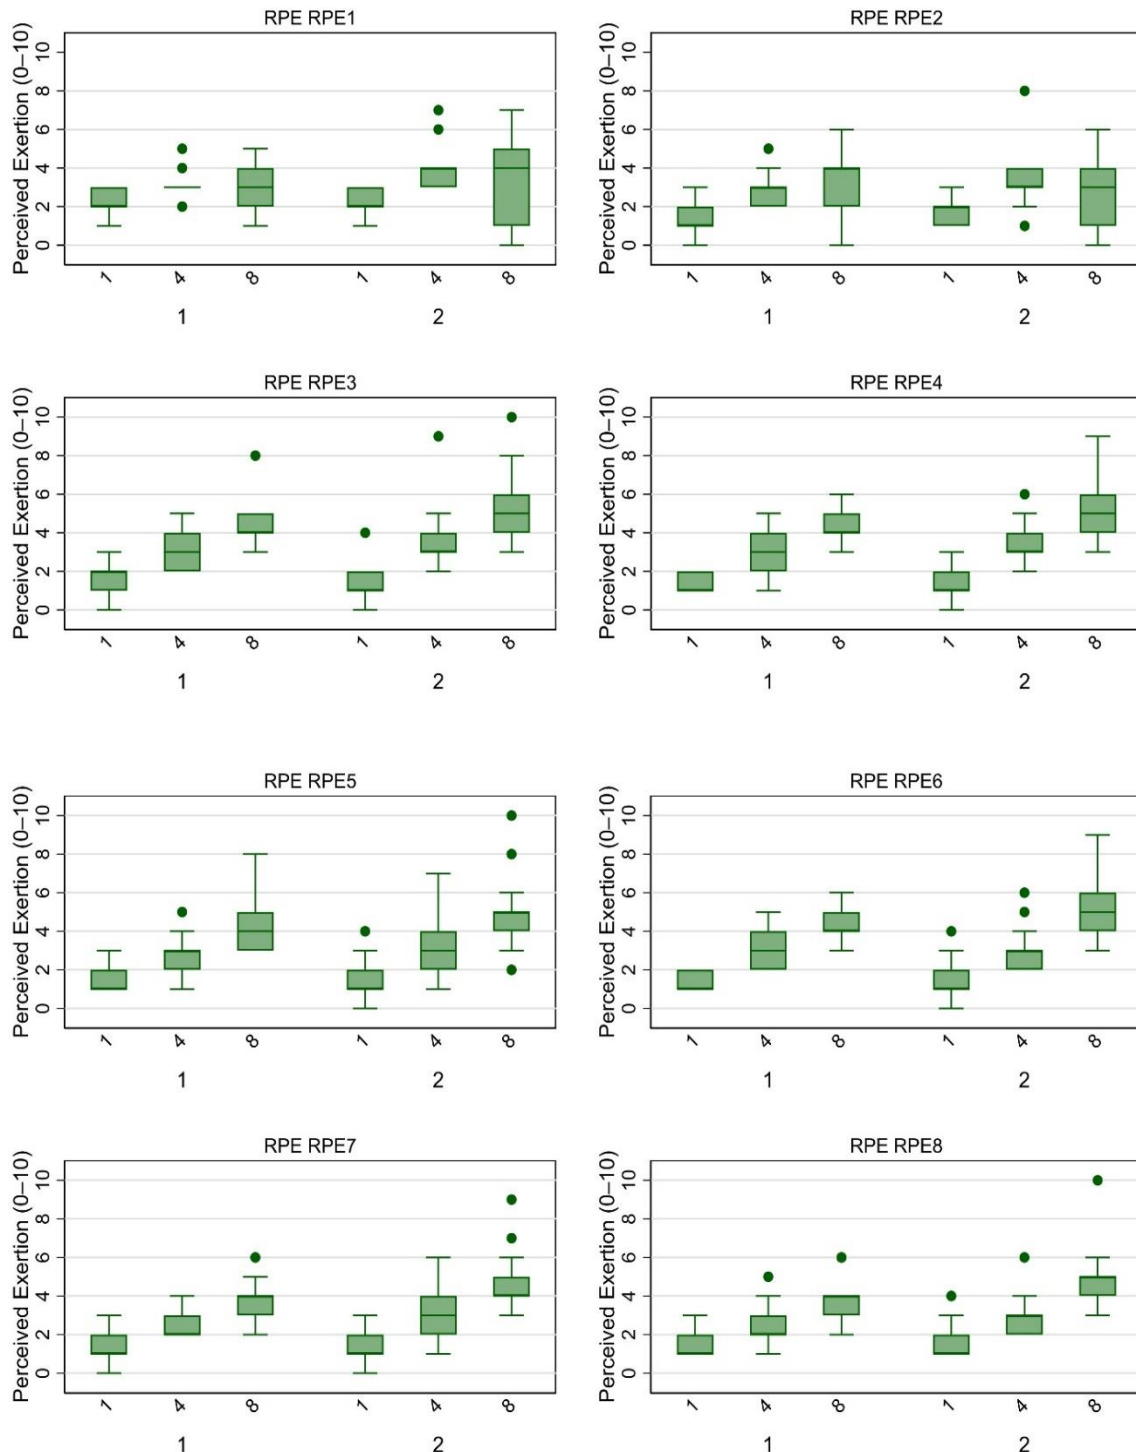 RPE RPE1
Perceived Exertion (0–10)
10
8
6
4
2
0
1 4 8 1 4 8
1 2
RPE RPE2
Perceived Exertion (0–10)
10
8
6
4
2
0
1 4 8 1 4 8
1 2
RPE RPE3
Perceived Exertion (0–10)
10
8
6
4
2
0
1 4 8 1 4 8
1 2
RPE RPE4
Perceived Exertion (0–10)
10
8
6
4
2
0
1 4 8 1 4 8
1 2
RPE RPE5
Perceived Exertion (0–10)
10
8
6
4
2
0
1 4 8 1 4 8
1 2
RPE RPE6
Perceived Exertion (0–10)
10
8
6
4
2
0
1 4 8 1 4 8
1 2
RPE RPE7
Perceived Exertion (0–10)
10
8
6
4
2
0
1 4 8 1 4 8
1 2
RPE RPE8
Perceived Exertion (0–10)
10
8
6
4
2
0
1 4 8 1 4 8
1 2